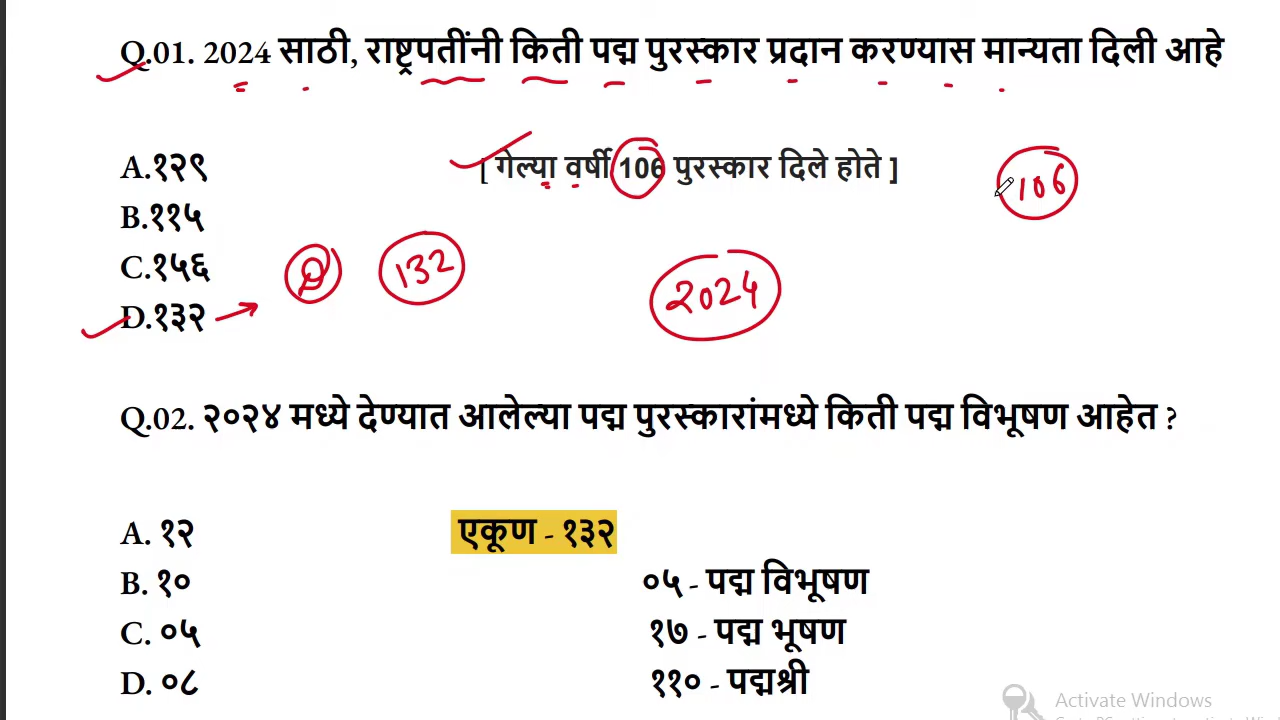 Q.01. 2024 साठी, राष्ट्रपतींनी किती पद्म पुरस्कार प्रदान करण्यास मान्यता दिली आहे
A.१२९
[ गेल्या वर्षी 106 पुरस्कार दिले होते ]
106
B.११५
C.१५६
D
132
2024
D.१३२
Q.02. २०२४ मध्ये देण्यात आलेल्या पद्म पुरस्कारांमध्ये किती पद्म विभूषण आहेत ?
A. १२
एकूण - १३२
B. १०
०५ - पद्म विभूषण
C. ०५
१७ - पद्म भूषण
D. ०८
११० - पद्मश्री
Activate Windows